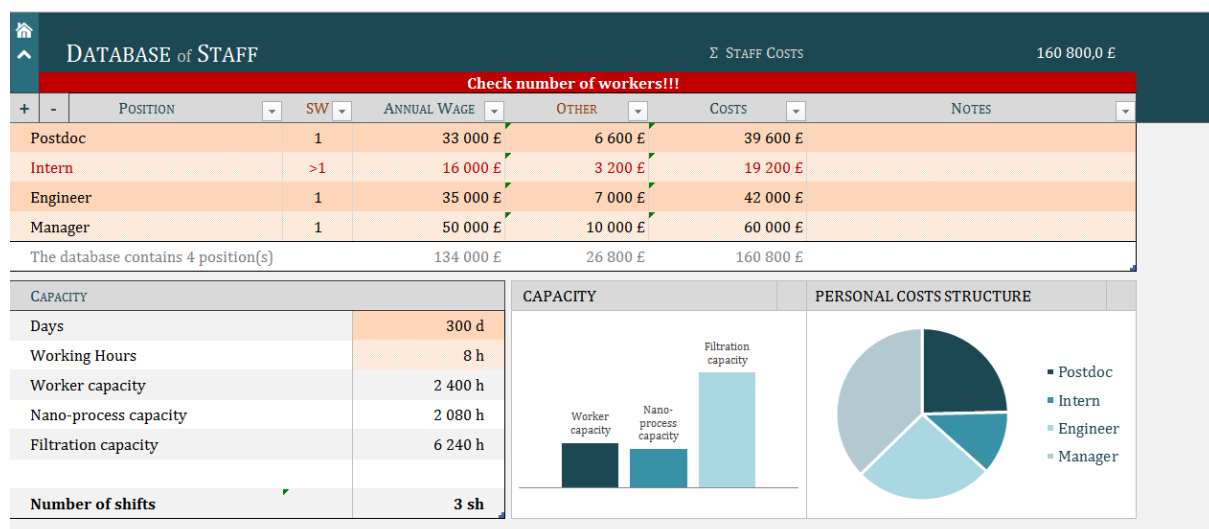 DATABASE of STAFF Σ STAFF COSTS 160 800,0 £
Check number of workers!!!
+ - POSITION SW ANNUAL WAGE OTHER COSTS NOTES
Postdoc 1 33 000 £ 6 600 £ 39 600 £
Intern >1 16 000 £ 3 200 £ 19 200 £
Engineer 1 35 000 £ 7 000 £ 42 000 £
Manager 1 50 000 £ 10 000 £ 60 000 £
The database contains 4 position(s) 134 000 £ 26 800 £ 160 800 £
CAPACITY
Days 300 d
Working Hours 8 h
Worker capacity 2 400 h
Nano-process capacity 2 080 h
Filtration capacity 6 240 h
Number of shifts 3 sh
CAPACITY
Worker
capacity
Nano-
process
capacity
Filtration
capacity
PERSONAL COSTS STRUCTURE
Postdoc
Intern
Engineer
Manager